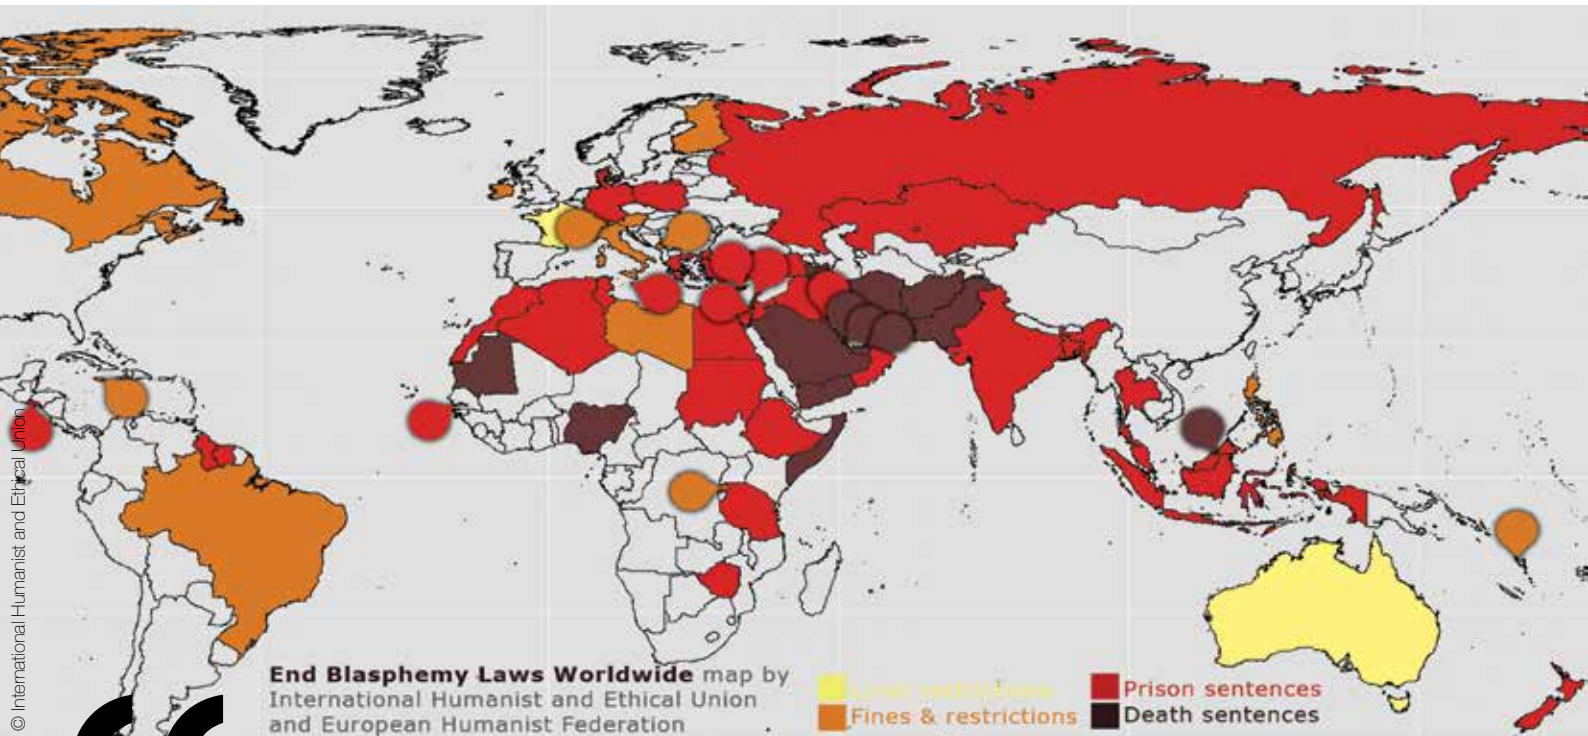 © International Humanist and Ethical Union
End Blasphemy Laws Worldwide map by
International Humanist and Ethical Union
and European Humanist Federation
restrictions
Fines & restrictions
Prison sentences
Death sentences